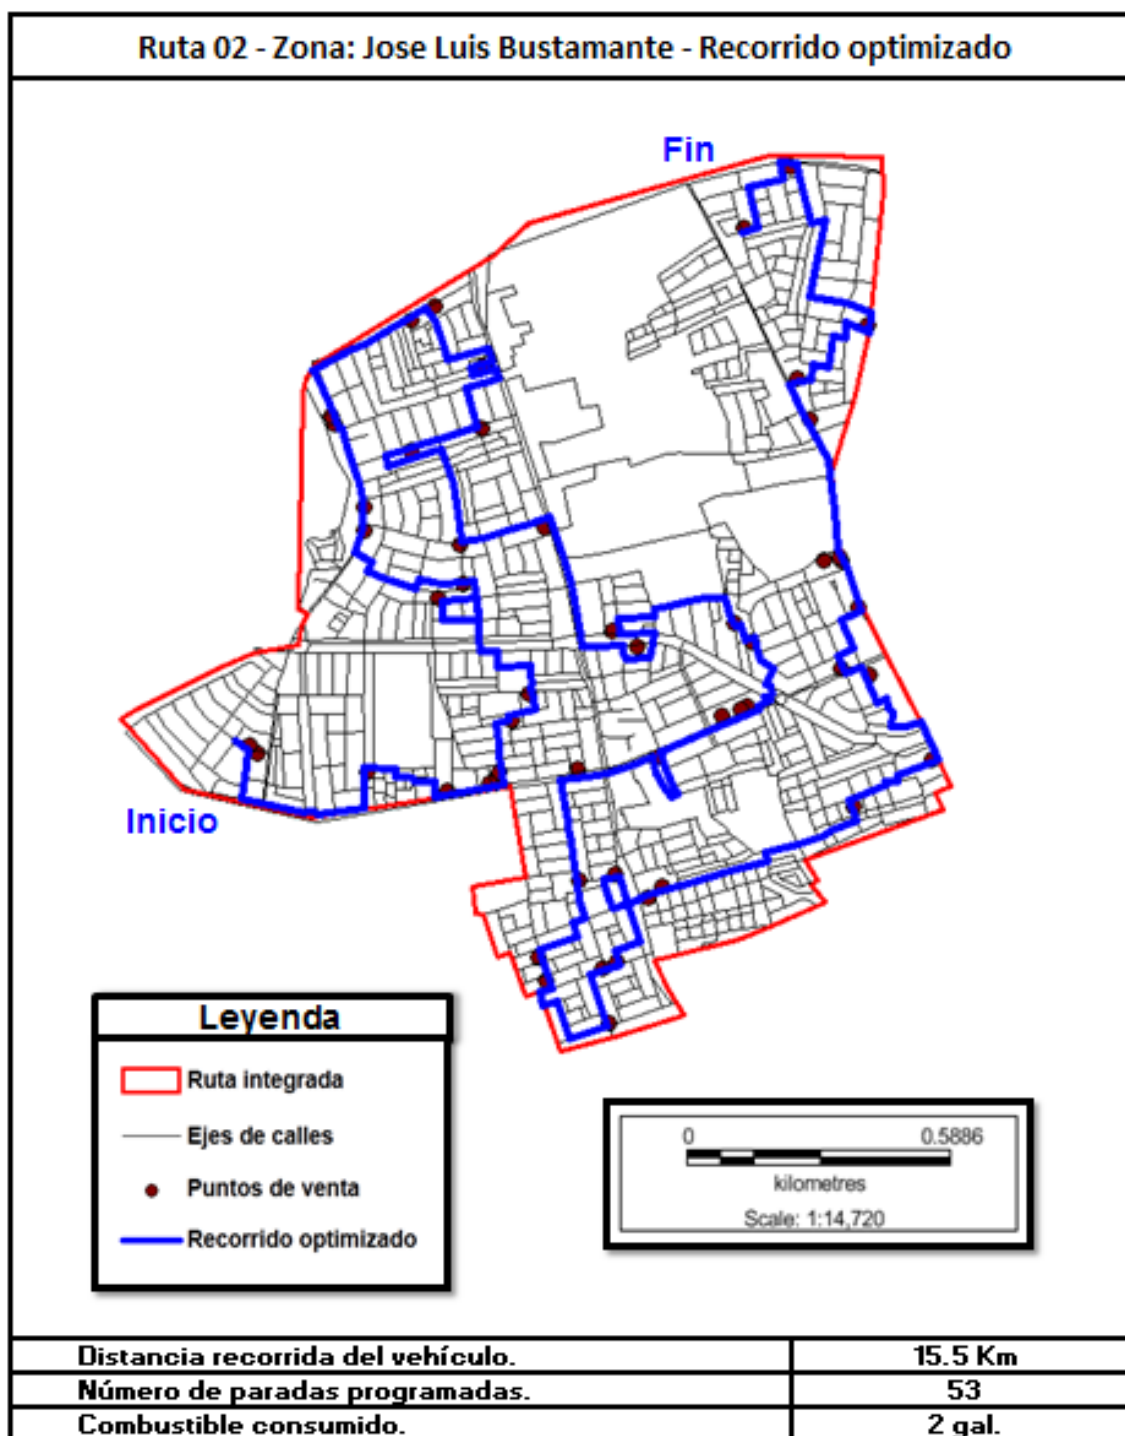 Ruta 02 - Zona: Jose Luis Bustamante - Recorrido optimizado
Fin
Inicio
Leyenda
Ruta integrada
Ejes de calles
Puntos de venta
Recorrido optimizado
0 0.5886
kilometres
Scale: 1:14,720
Distancia recorrida del vehículo. 15.5 Km
Número de paradas programadas. 53
Combustible consumido. 2 gal.